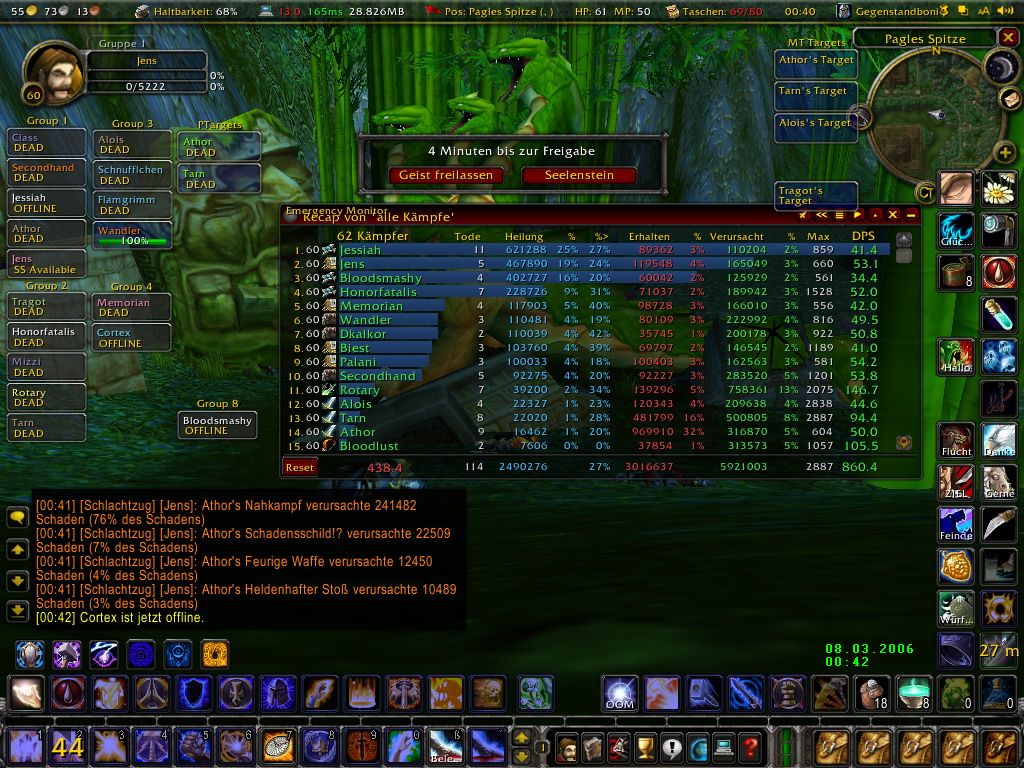 55 73 13 Haltbarkeit: 68% 13.0 165ms 28.826MB Pos: Pagles Spitze (, ) HP: 61 MP: 50 Taschen: 69/80 00:40 Gegenstandboni
Pagles Spitze
N
Gruppe 1
Jens
0%
0/5222 0%
60
MT Targets
Athor's Target
Tarn's Target
Alois's Target
Tragot's
Target
CT
Group 1
Class
DEAD
Secondhand
DEAD
Jessiah
OFFLINE
Athor
DEAD
Jens
SS Available
Group 2
Tragot
DEAD
Honorfatalis
DEAD
Mizzi
DEAD
Rotary
DEAD
Tarn
DEAD
Group 3
Alois
DEAD
Schnufflchen
DEAD
Flamgrimm
DEAD
Wandler
100%
Group 4
Memorian
DEAD
Cortex
OFFLINE
PTargets
Athor
DEAD
Tarn
DEAD
Group 8
Bloodsmashy
OFFLINE
4 Minuten bis zur Freigabe
Geist freilassen Seelenstein
Emergency Monitor
Recap von "alle Kämpfe'
62 Kämpfer Tode Heilung % %> Erhalten % Verursacht % Max DPS
1. 60 Jessiah 11 621288 25% 27% 89362 3% 110204 2% 859 41.4
2. 60 Jens 5 467890 19% 24% 119548 4% 165049 3% 660 53.1
3. 60 Bloodsmashy 4 402727 16% 20% 60042 2% 125929 2% 561 34.4
4. 60 Honorfatalis 7 228726 9% 31% 71037 2% 189942 3% 1528 52.0
5. 60 Memorian 4 117903 5% 40% 98728 3% 166010 3% 556 42.0
6. 60 Wandler 3 110481 4% 19% 80109 3% 222992 4% 816 49.5
7. 60 Dkalkor 2 110039 4% 42% 35745 1% 200178 3% 922 50.8
8. 60 Biest 3 103760 4% 39% 69797 2% 146545 2% 1189 41.0
9. 60 Palani 3 100033 4% 18% 100403 3% 162563 3% 581 54.2
10. 60 Secondhand 5 92275 4% 20% 92227 3% 283520 5% 1201 53.8
11. 60 Rotary 7 39200 2% 34% 139296 5% 758361 13% 2075 146.7
12. 60 Alois 4 22327 1% 23% 120343 4% 209638 4% 2838 44.6
13. 60 Tarn 8 22020 1% 28% 481799 16% 500805 8% 2887 94.4
14. 60 Athor 9 16462 1% 20% 969910 32% 316870 5% 604 50.0
15. 60 Bloodlust 2 7606 0% 0% 37854 1% 313573 5% 1057 105.5
Reset 438.4 114 2490276 27% 3016637 5921003 2887 860.4
[00:41] [Schlachtzug] [Jens]: Athor's Nahkampf verursachte 241482
Schaden (76% des Schadens)
[00:41] [Schlachtzug] [Jens]: Athor's Schadensschild!? verursachte 22509
Schaden (7% des Schadens)
[00:41] [Schlachtzug] [Jens]: Athor's Feurige Waffe verursachte 12450
Schaden (4% des Schadens)
[00:41] [Schlachtzug] [Jens]: Athor's Heldenhafter Stoß verursachte 10489
Schaden (3% des Schadens)
[00:42] Cortex ist jetzt offline.
Glüc...
8
Hallo
Flucht Danke
ZIEL Gerne
Feinde
Würf...
27 m
08.03.2006
00:42
OOM 18 8 0 0
44 7 8 9 0 ß
Bele...
1